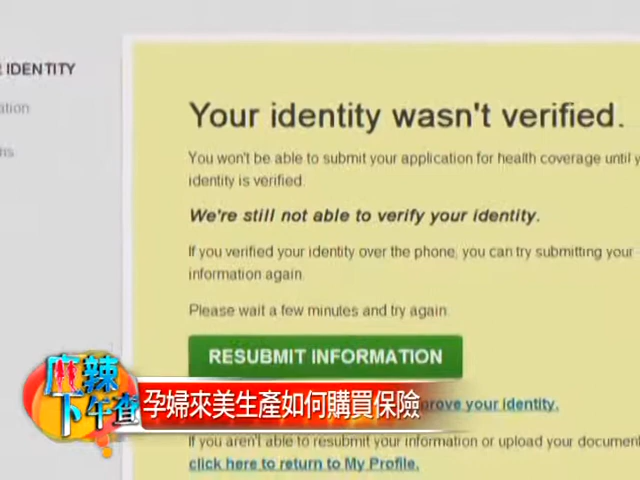 IDENTITY
ation
ns
Your identity wasn't verified.
You won't be able to submit your application for health coverage until y
identity is verified.
We're still not able to verify your identity.
If you verified your identity over the phone, you can try submitting your
information again.
Please wait a few minutes and try again.
RESUBMIT INFORMATION
prove your identity.
If you aren't able to resubmit your information or upload your document
click here to return to My Profile.
麻辣
下午查
孕婦來美生產如何購買保險